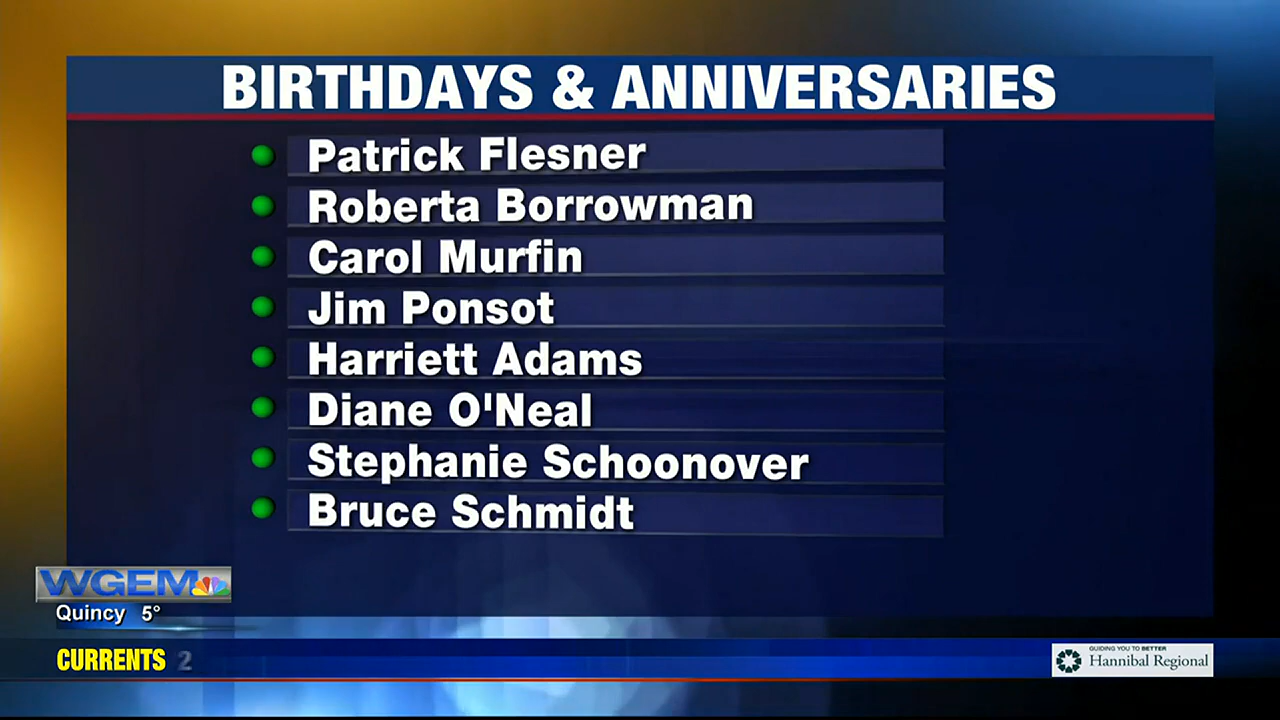 BIRTHDAYS & ANNIVERSARIES
Patrick Flesner
Roberta Borrowman
Carol Murfin
Jim Ponsot
Harriett Adams
Diane O'Neal
Stephanie Schoonover
Bruce Schmidt
WGEM
Quincy 5°
CURRENTS 2
GUIDING YOU TO BETTER
Hannibal Regional